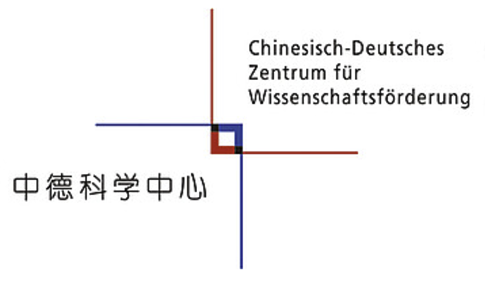 Chinesisch-Deutsches
Zentrum für
Wissenschaftsförderung
中德科学中心